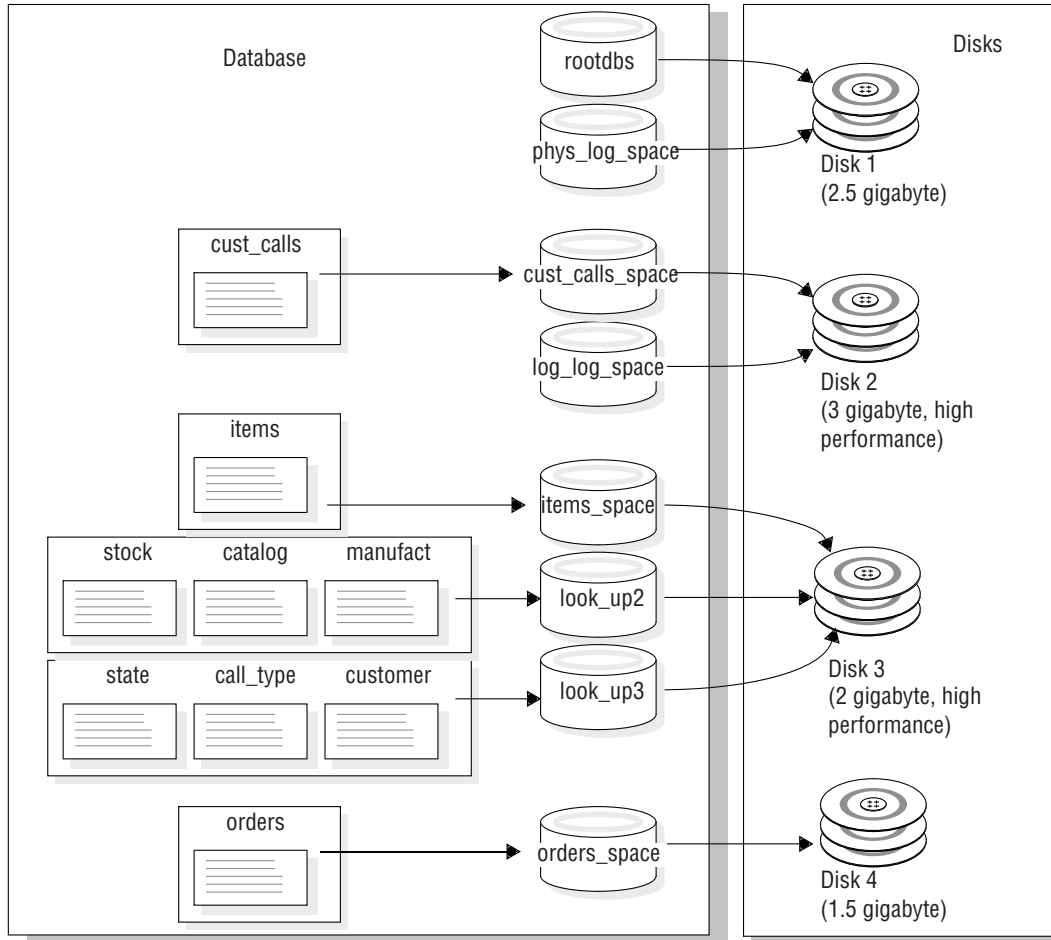 Database
Disks
rootdbs
phys_log_space
Disk 1
(2.5 gigabyte)
cust_calls
cust_calls_space
log_log_space
Disk 2
(3 gigabyte, high
performance)
items
items_space
stock catalog manufact
look_up2
state call_type customer
look_up3
Disk 3
(2 gigabyte, high
performance)
orders
orders_space
Disk 4
(1.5 gigabyte)